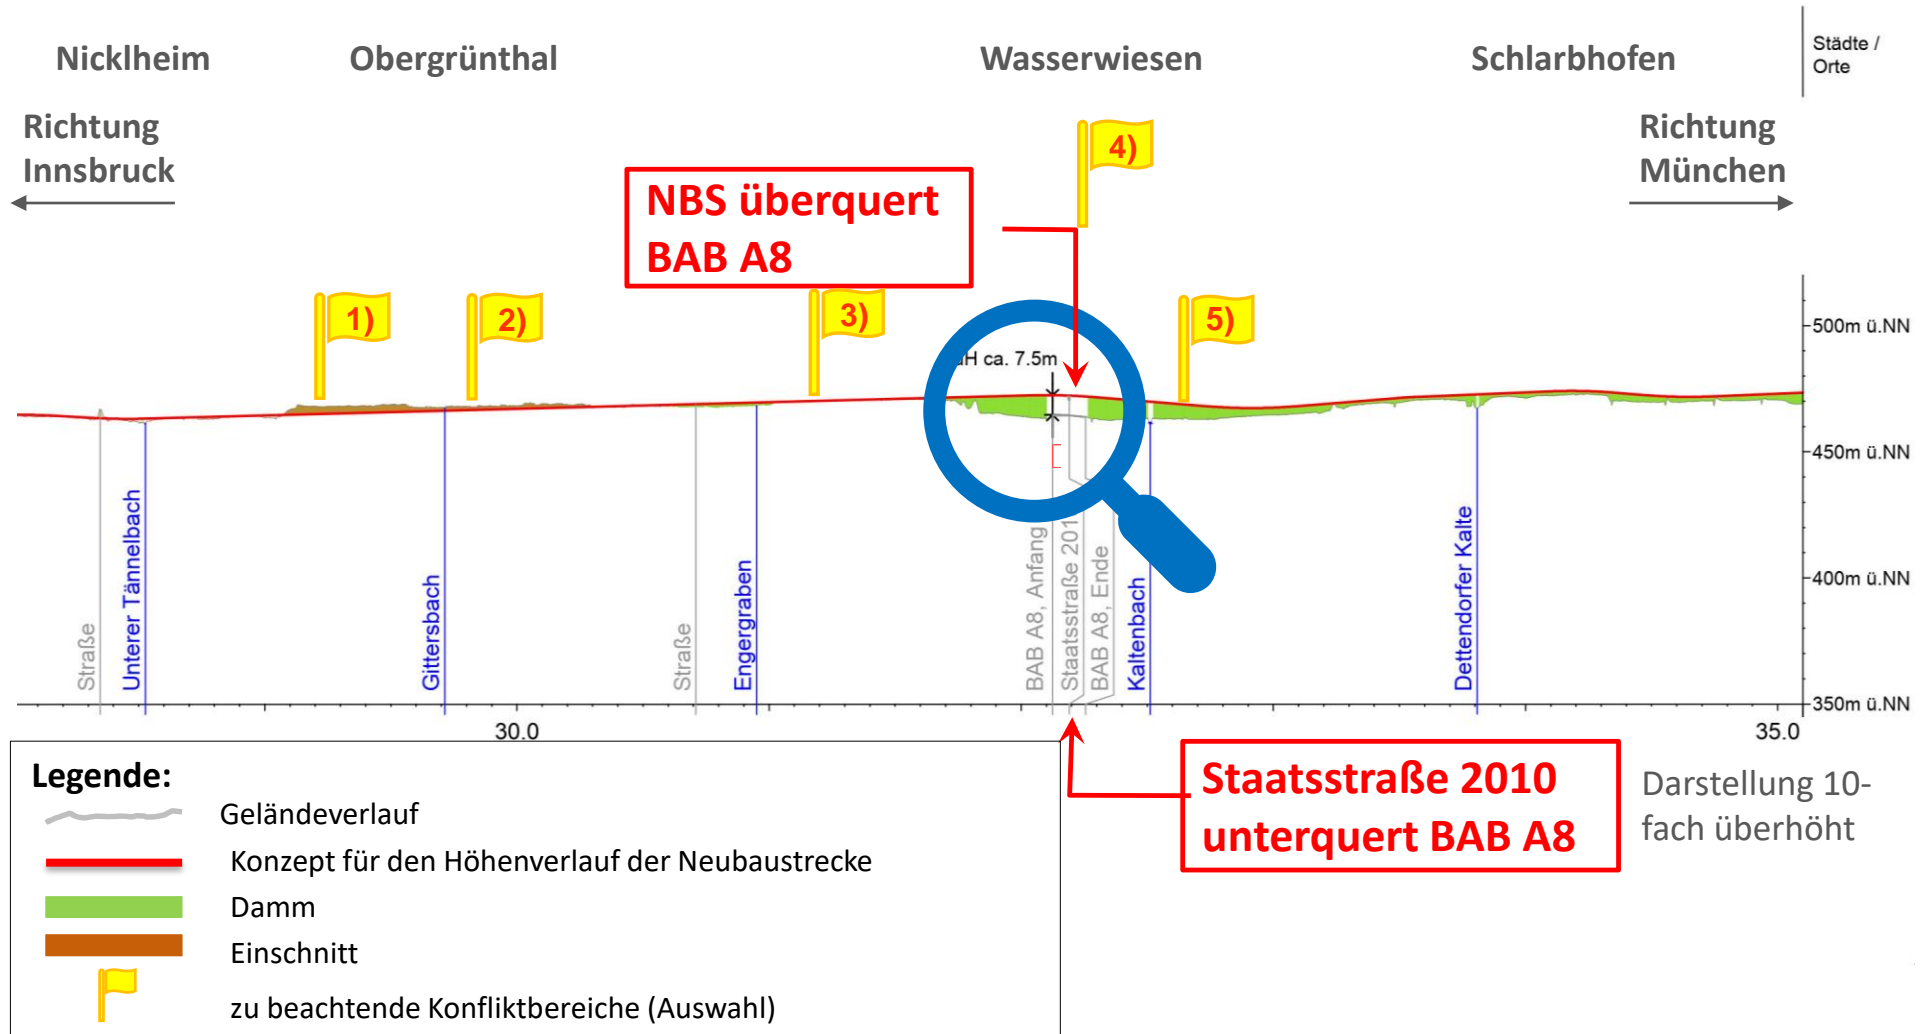 Nicklheim
Obergrünthal
Wasserwiesen
Schlarbhofen
Städte /
Orte
Richtung
Innsbruck
Richtung
München
NBS überquert
BAB A8
4)
1)
2)
3)
5)
H ca. 7.5m
500m ü.NN
450m ü.NN
400m ü.NN
350m ü.NN
Straße
Unterer Tännelbach
Gittersbach
Straße
Engergraben
BAB A8, Anfang
Staatsstraße 201
BAB A8, Ende
Kaltenbach
Dettendorfer Kalte
30.0
35.0
Staatsstraße 2010
unterquert BAB A8
Darstellung 10-
fach überhöht
Legende:
Geländeverlauf
Konzept für den Höhenverlauf der Neubaustrecke
Damm
Einschnitt
zu beachtende Konfliktbereiche (Auswahl)